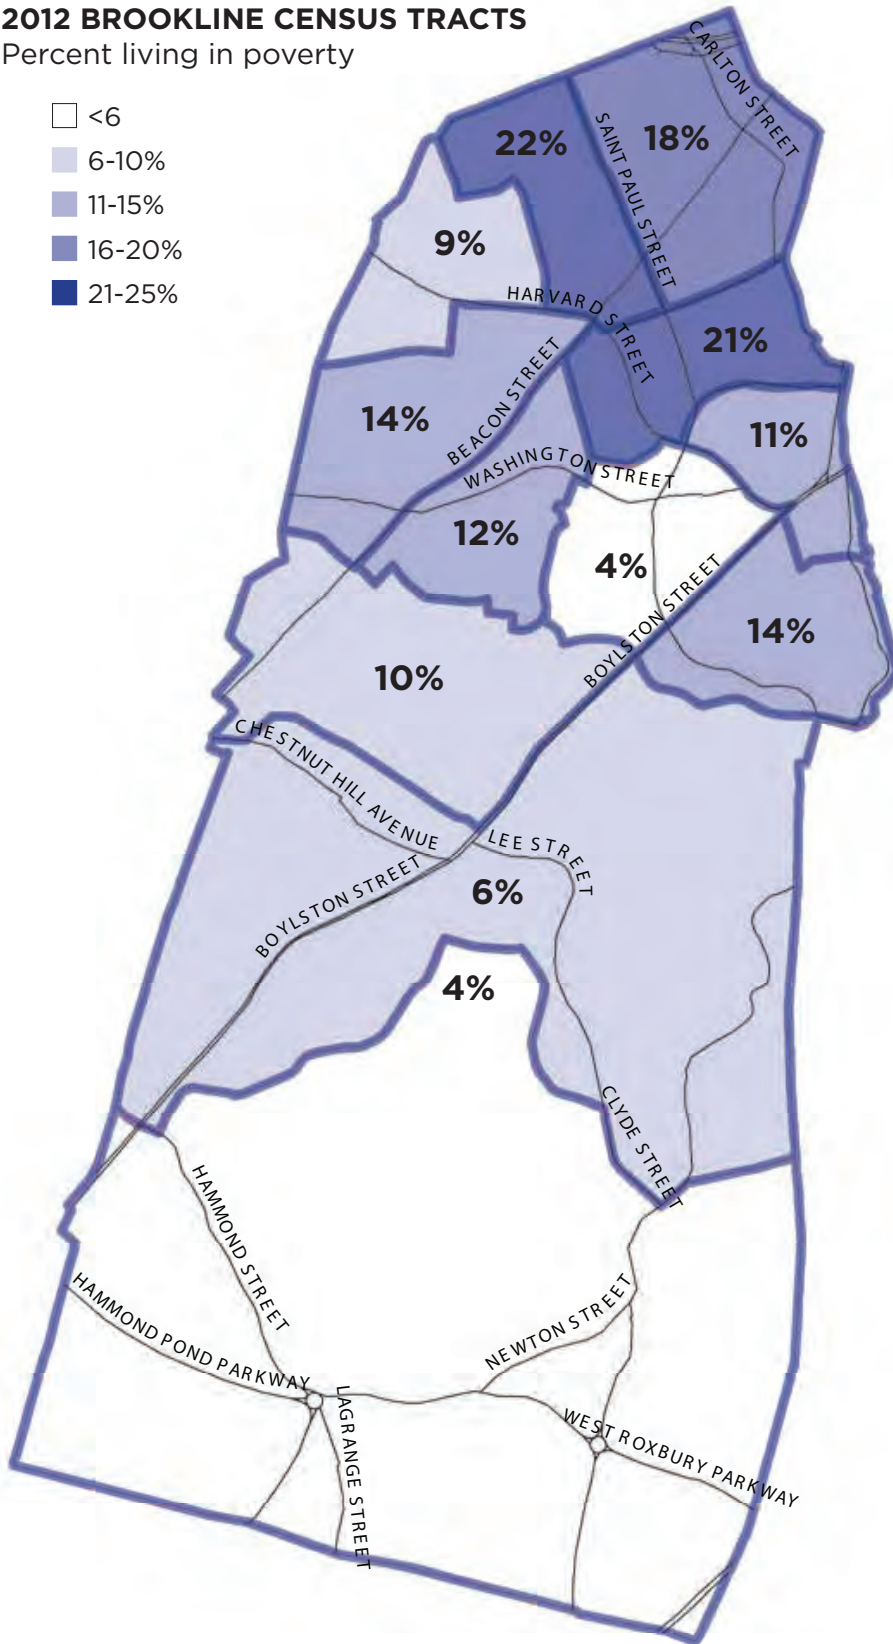 2012 BROOKLINE CENSUS TRACTS
Percent living in poverty
<6
6-10%
11-15%
16-20%
21-25%
CARLTON STREET
22%
SAINT PAUL STREET
18%
9%
HARVARD STREET
21%
14%
BEACON STREET
11%
WASHINGTON STREET
12%
4%
BOYLSTON STREET
14%
10%
CHESTNUT HILL AVENUE
LEE STREET
BOYLSTON STREET
6%
4%
CLYDE STREET
HAMMOND STREET
HAMMOND POND PARKWAY
NEWTON STREET
LAGRANGE STREET
WEST ROXBURY PARKWAY